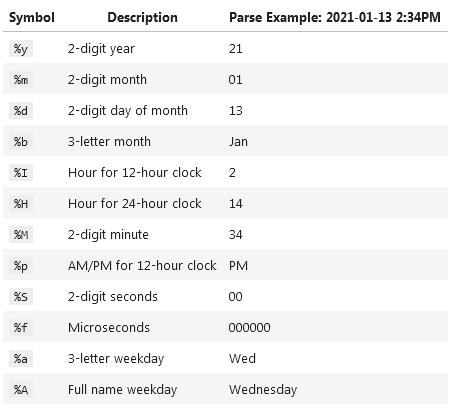 Symbol Description Parse Example: 2021-01-13 2:34PM
%y 2-digit year 21
%m 2-digit month 01
%d 2-digit day of month 13
%b 3-letter month Jan
%I Hour for 12-hour clock 2
%H Hour for 24-hour clock 14
%M 2-digit minute 34
%p AM/PM for 12-hour clock PM
%S 2-digit seconds 00
%f Microseconds 000000
%a 3-letter weekday Wed
%A Full name weekday Wednesday